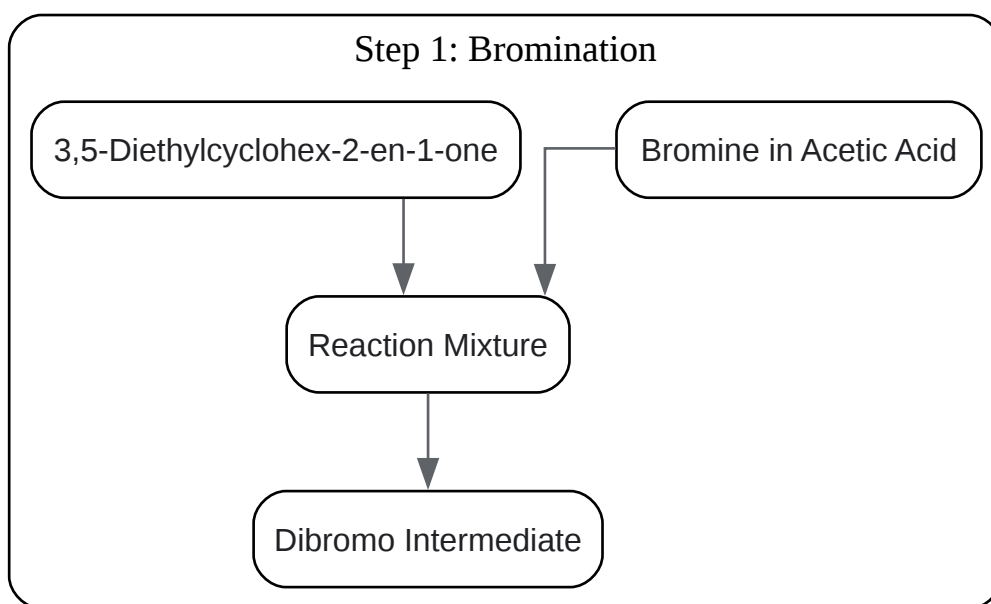 Step 1: Bromination
3,5-Diethylcyclohex-2-en-1-one
Bromine in Acetic Acid
Reaction Mixture
Dibromo Intermediate